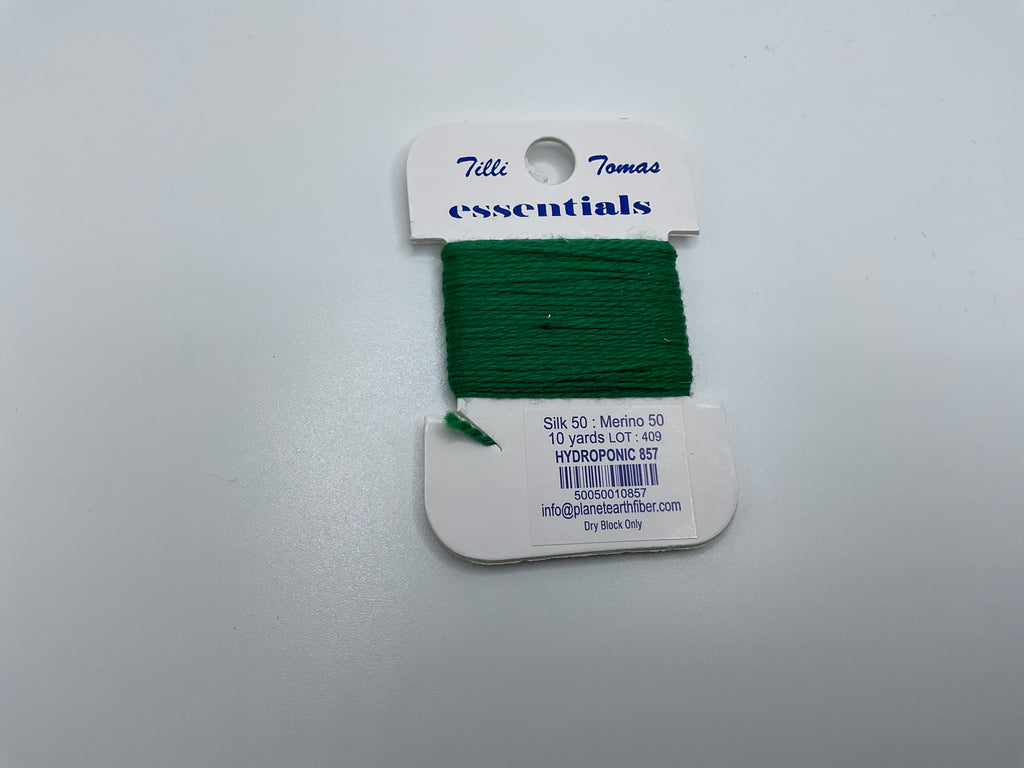 Tilli Tomas
essentials
Silk 50 : Merino 50
10 yards LOT : 409
HYDROPONIC 857
50050010857
info@planetearthfiber.com
Dry Block Only